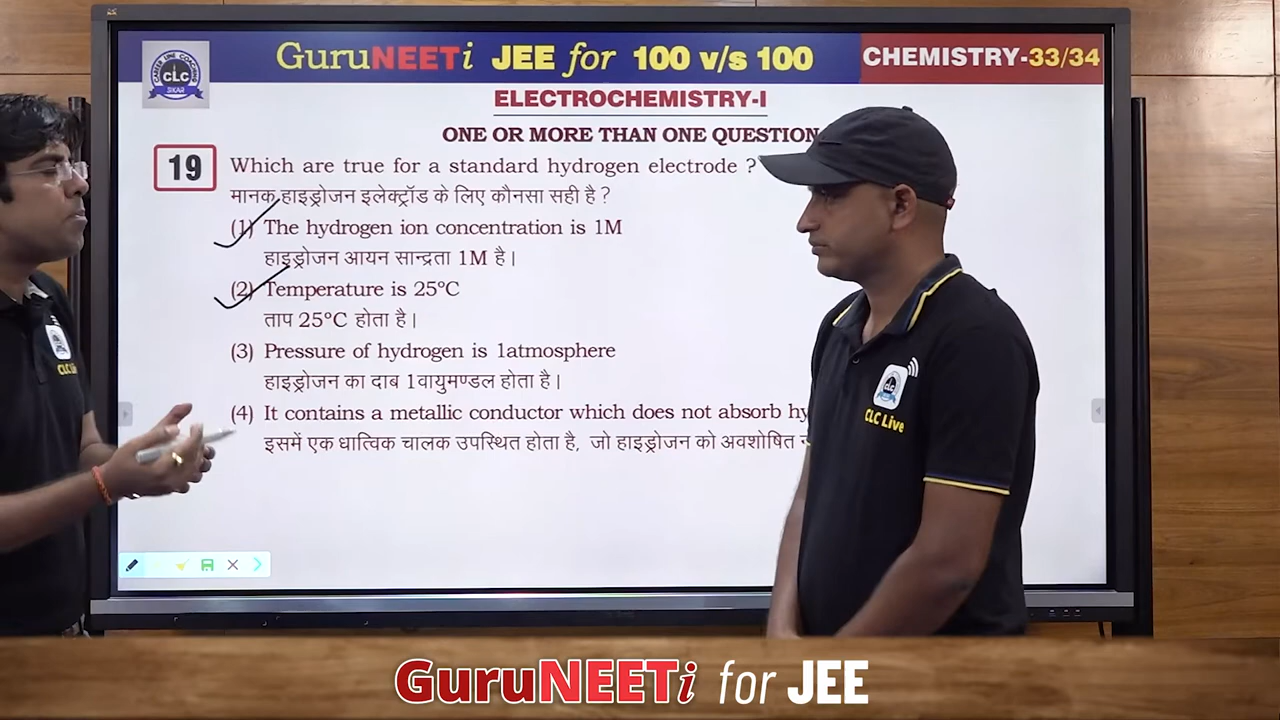 GuruNEETi JEE for 100 v/s 100
CHEMISTRY-33/34
CLC
SIKAR
ELECTROCHEMISTRY-I
ONE OR MORE THAN ONE QUESTION
19
Which are true for a standard hydrogen electrode ?
मानक हाइड्रोजन इलेक्ट्रॉड के लिए कौनसा सही है ?
(1) The hydrogen ion concentration is 1M
हाइड्रोजन आयन सान्द्रता 1M है।
(2) Temperature is 25°C
ताप 25°C होता है।
(3) Pressure of hydrogen is 1atmosphere
हाइड्रोजन का दाब 1वायुमण्डल होता है।
(4) It contains a metallic conductor which does not absorb
इसमें एक धात्विक चालक उपस्थित होता है, जो हाइड्रोजन को अवशोषित
CLC Live
GuruNEETi for JEE